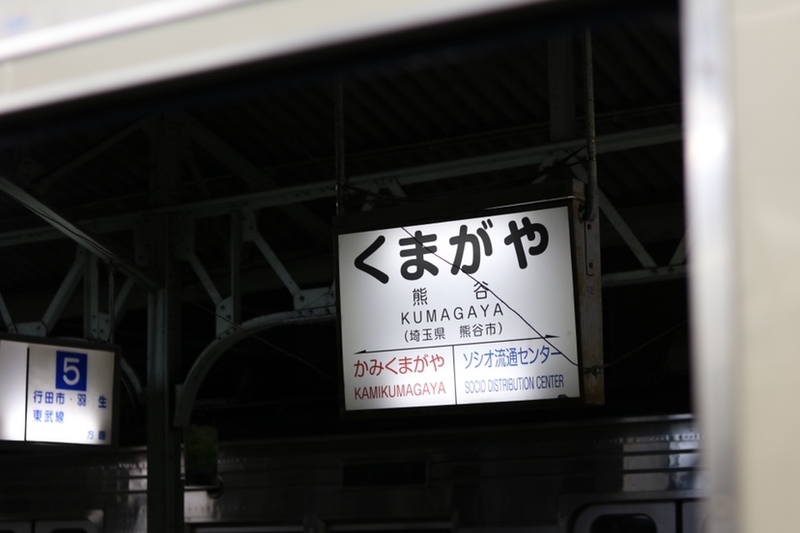 くまがや
熊谷
KUMAGAYA
(埼玉県 熊谷市)
かみくまがや
KAMIKUMAGAYA
ソシオ流通センター
SOCIO DISTRIBUTION CENTER
5
行田市・羽生
東武線
方面